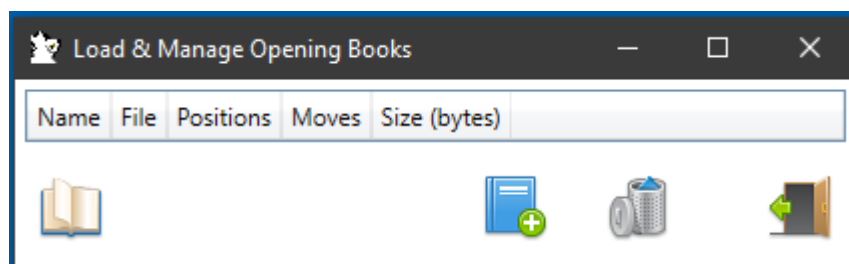 Load & Manage Opening Books
Name File Positions Moves Size (bytes)